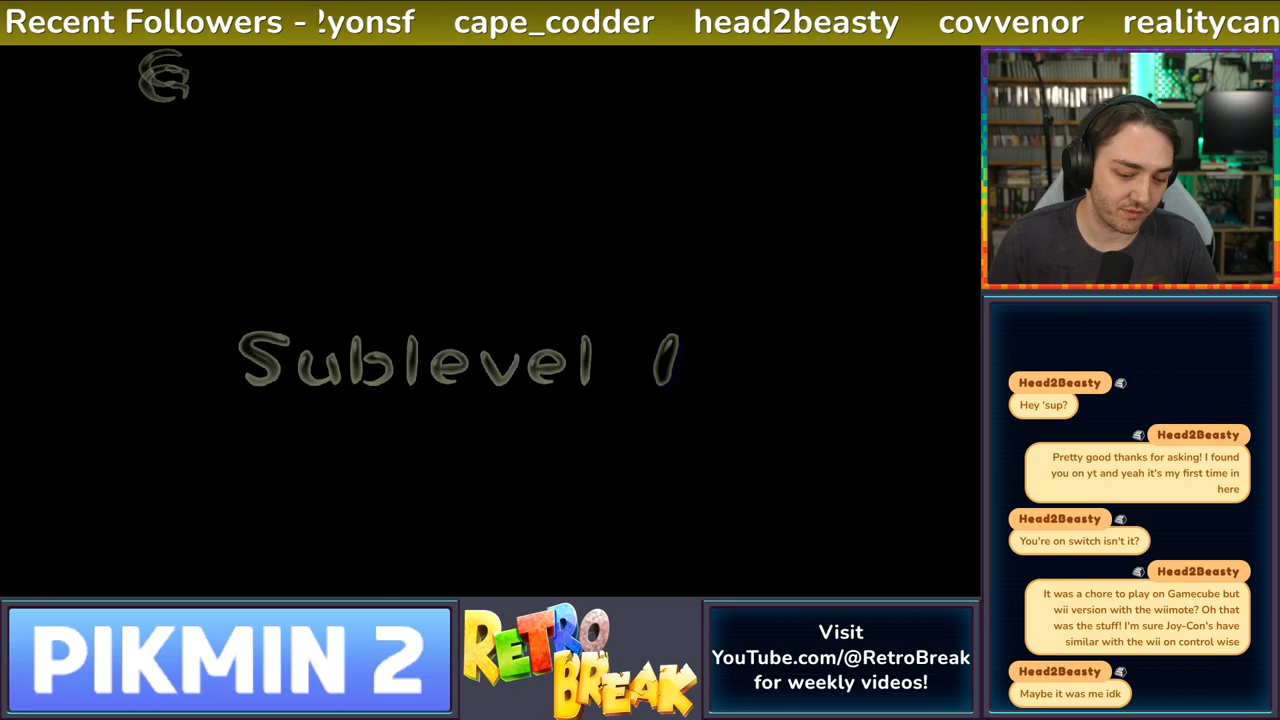 Recent Followers - yonsf cape_codder head2beasty covvenor realitycan
Sublevel
Head2Beasty
Hey 'sup?
Head2Beasty
Pretty good thanks for asking! I found
you on yt and yeah it's my first time in
here
Head2Beasty
You're on switch isn't it?
Head2Beasty
It was a chore to play on Gamecube but
wii version with the wiimote? Oh that
was the stuff! I'm sure Joy-Con's have
similar with the wii on control wise
Head2Beasty
Maybe it was me idk
PIKMIN 2
RETRO
BREAK
Visit
YouTube.com/@RetroBreak
for weekly videos!